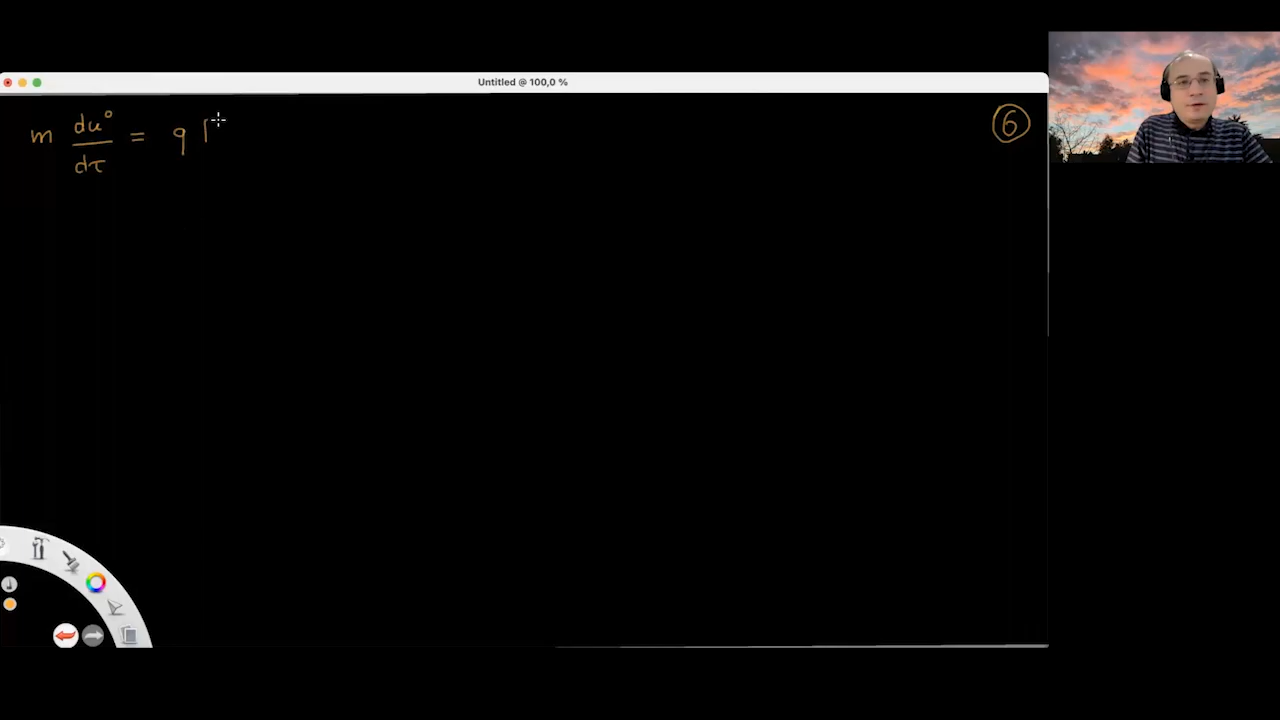 Untitled @ 100,0 %
m du⁰/dτ = q
6